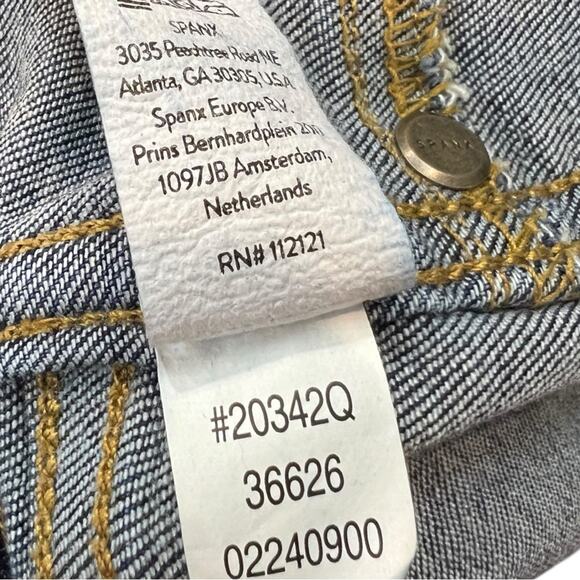 SPANX
3035 Peachtree Road NE
Atlanta, GA 30305, U.S.A.
Spanx Europe B.V.
Prins Bernhardplein
1097JB Amsterdam,
Netherlands
RN# 112121
SPANX
#20342Q
36626
02240900